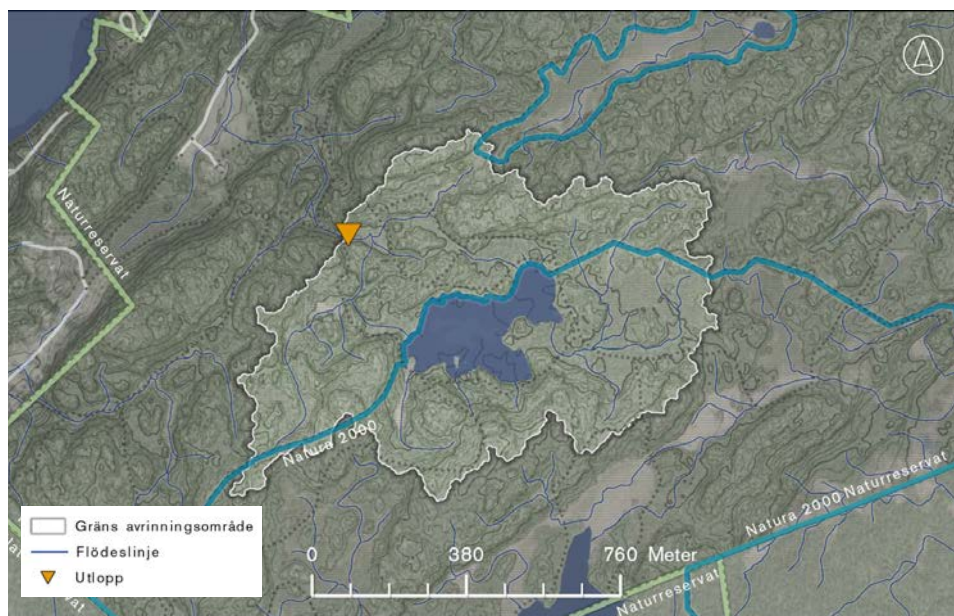 Naturreservat
Natura 2000
Natura 2000 Naturreservat
Naturreservat
Gräns avrinningsområde
Flödeslinje
Utlopp
0 380 760 Meter